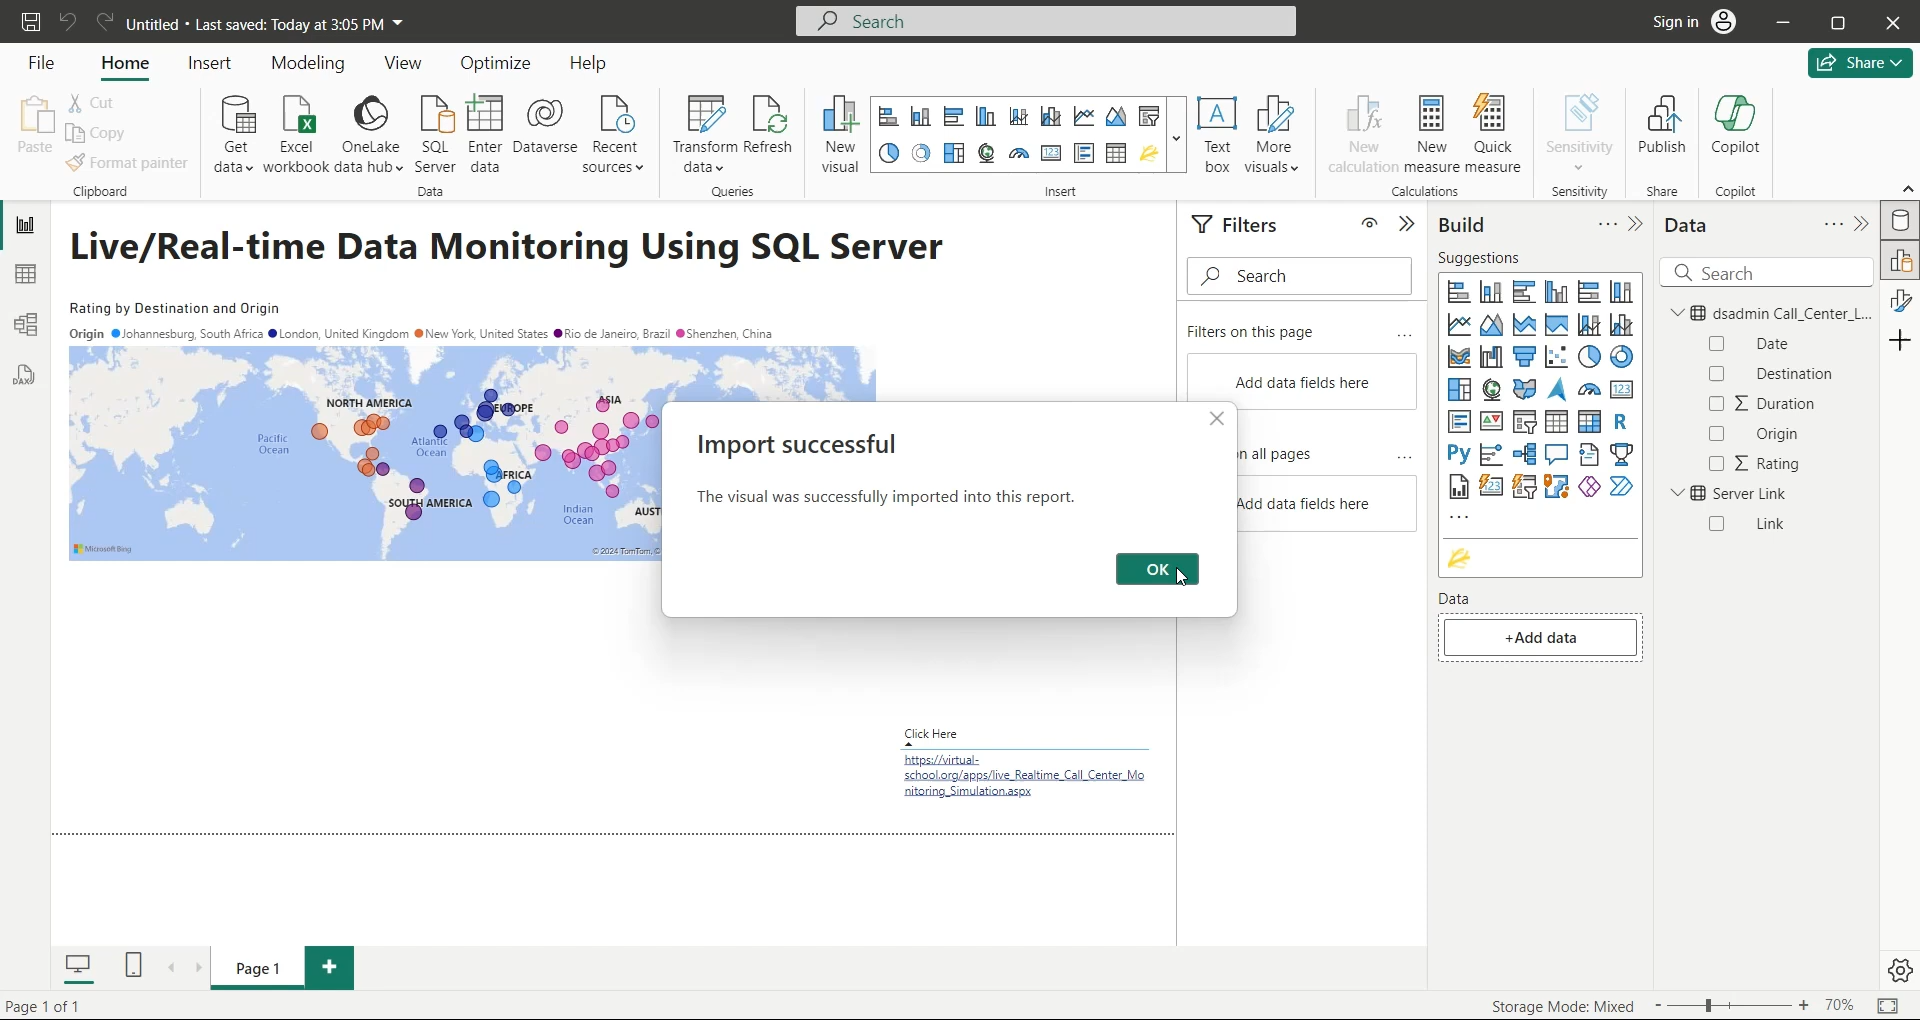 Untitled • Last saved: Today at 3:05 PM
Search
Sign in
File Home Insert Modeling View Optimize Help
Share
Paste
Cut
Copy
Format painter
Clipboard
Get data
Excel workbook
OneLake data hub
SQL Server
Enter data
Dataverse
Recent sources
Data
Transform data
Refresh
Queries
New visual
Insert
A
Text box
More visuals
New calculation
New measure
Quick measure
Calculations
Sensitivity
Sensitivity
Publish
Share
Copilot
Copilot
DAX
Live/Real-time Data Monitoring Using SQL Server
Rating by Destination and Origin
Origin Johannesburg, South Africa London, United Kingdom New York, United States Rio de Janeiro, Brazil Shenzhen, China
NORTH AMERICA
EUROPE
ASIA
Pacific
Ocean
Atlantic
Ocean
AFRICA
SOUTH AMERICA
Indian
Ocean
AUST
Microsoft Bing
© 2024 TomTom, ©
Import successful
The visual was successfully imported into this report.
OK
Click Here
https://virtual-
school.org/apps/live_Realtime_Call_Center_Mo
nitoring_Simulation.aspx
Filters
Search
Filters on this page
...
Add data fields here
n all pages
...
Add data fields here
Build
...
Suggestions
123
R
Py
123
...
Data
+Add data
Data
...
Search
dsadmin Call_Center_L...
Date
Destination
Σ Duration
Origin
Σ Rating
Server Link
Link
Page 1
+
Page 1 of 1
Storage Mode: Mixed
- + 70%